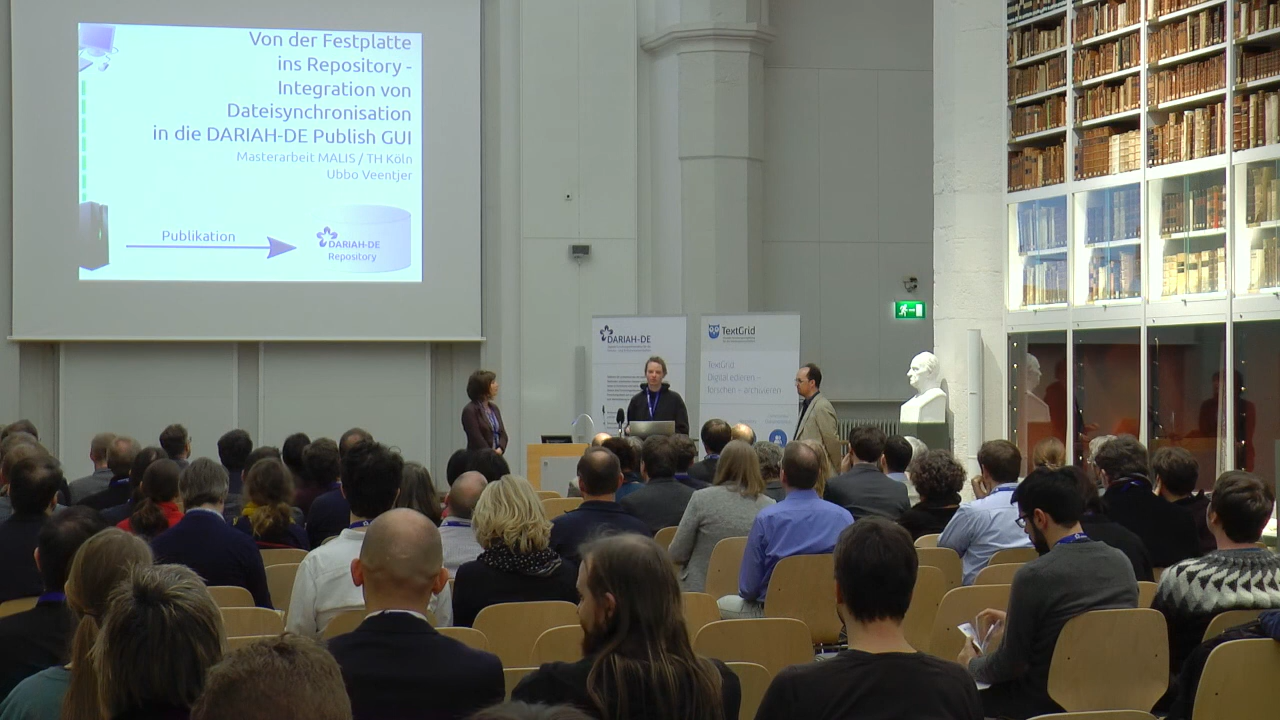 Von der Festplatte
ins Repository -
Integration von
Dateisynchronisation
in die DARIAH-DE Publish GUI
Masterarbeit MALIS / TH Köln
Ubbo Veentjer
Publikation
DARIAH-DE
Repository
DARIAH-DE
TextGrid
TextGrid:
Digital edieren –
forschen – archivieren